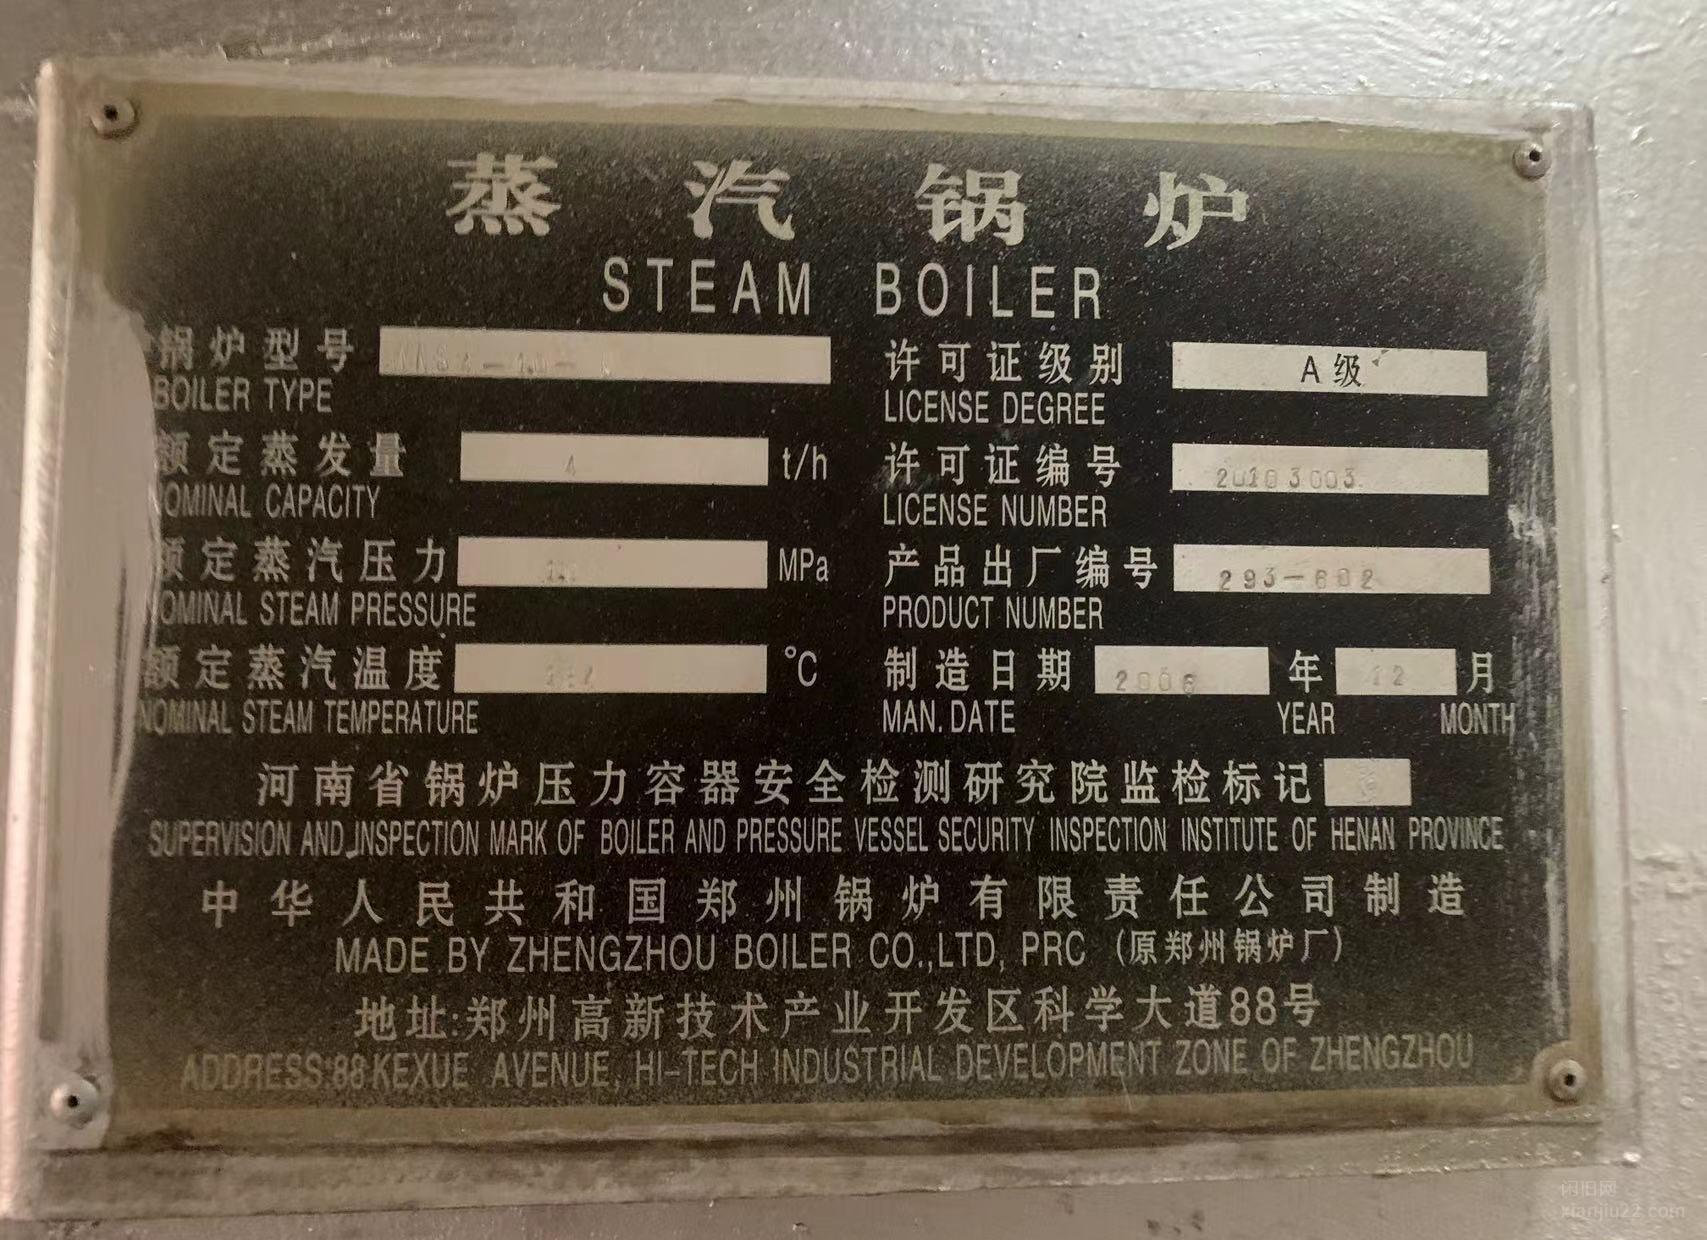 蒸汽锅炉
STEAM BOILER
锅炉型号
BOILER TYPE
许可证级别 A级
LICENSE DEGREE
额定蒸发量 4 t/h
NOMINAL CAPACITY
许可证编号
LICENSE NUMBER
额定蒸汽压力 MPa
NOMINAL STEAM PRESSURE
产品出厂编号 293-602
PRODUCT NUMBER
额定蒸汽温度 °C
NOMINAL STEAM TEMPERATURE
制造日期 2006 年 12 月
MAN. DATE YEAR MONTH
河南省锅炉压力容器安全检测研究院监检标记
SUPERVISION AND INSPECTION MARK OF BOILER AND PRESSURE VESSEL SECURITY INSPECTION INSTITUTE OF HENAN PROVINCE
中华人民共和国郑州锅炉有限责任公司制造
MADE BY ZHENGZHOU BOILER CO.,LTD, PRC (原郑州锅炉厂)
地址:郑州高新技术产业开发区科学大道88号
ADDRESS:88 KEXUE AVENUE, HI-TECH INDUSTRIAL DEVELOPMENT ZONE OF ZHENGZHOU
闲旧网
xianjiu22.com